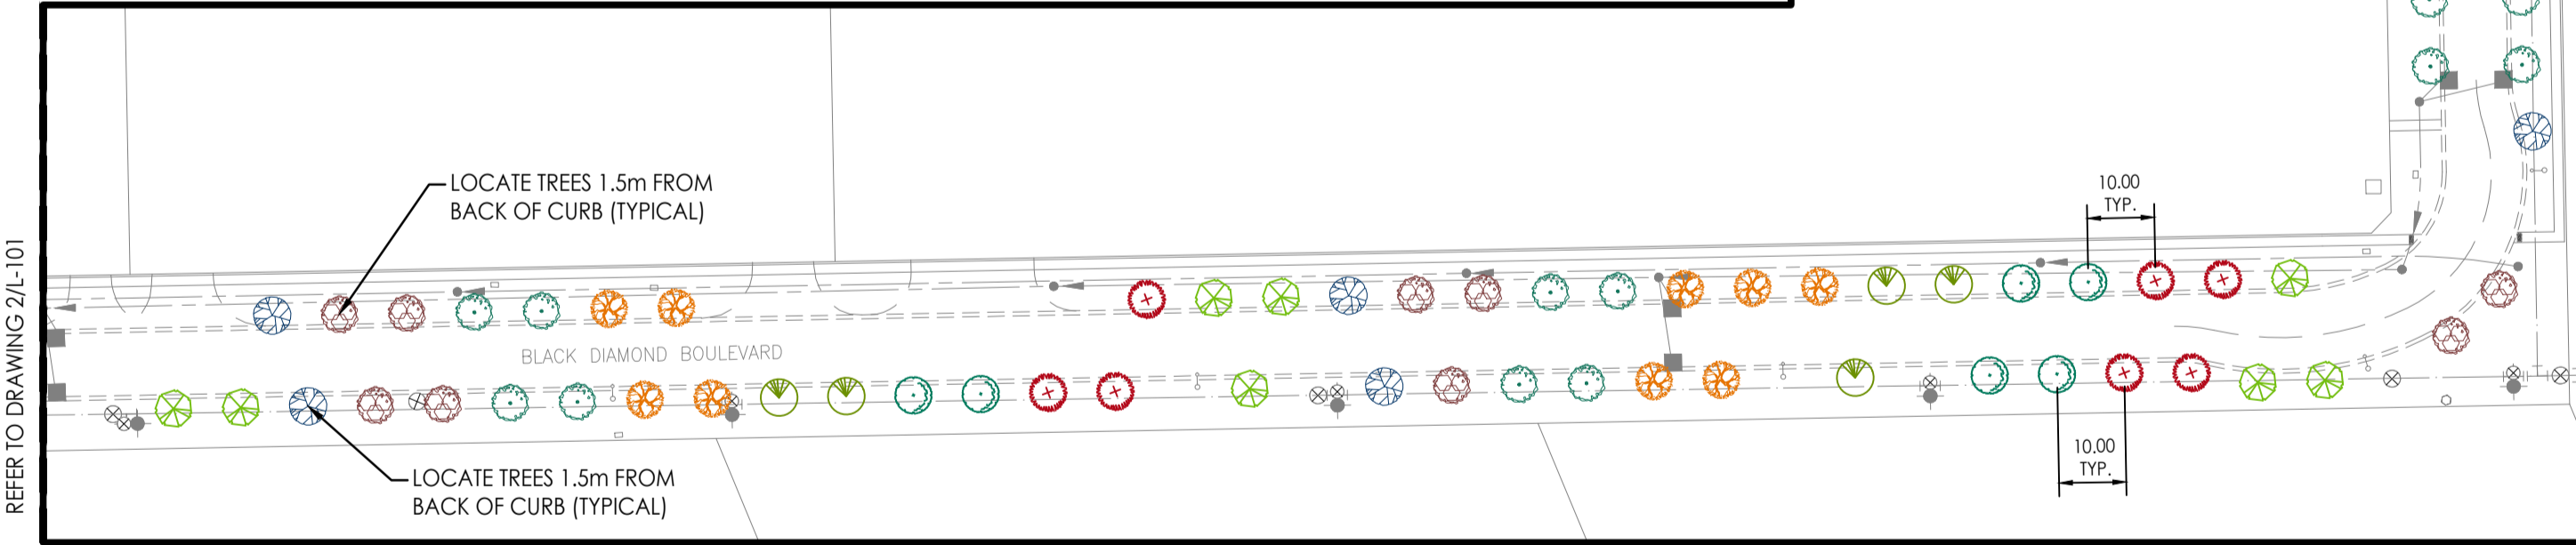 REFER TO DRAWING 2/L-101
LOCATE TREES 1.5m FROM
BACK OF CURB (TYPICAL)
10.00
TYP.
BLACK DIAMOND BOULEVARD
LOCATE TREES 1.5m FROM
BACK OF CURB (TYPICAL)
10.00
TYP.